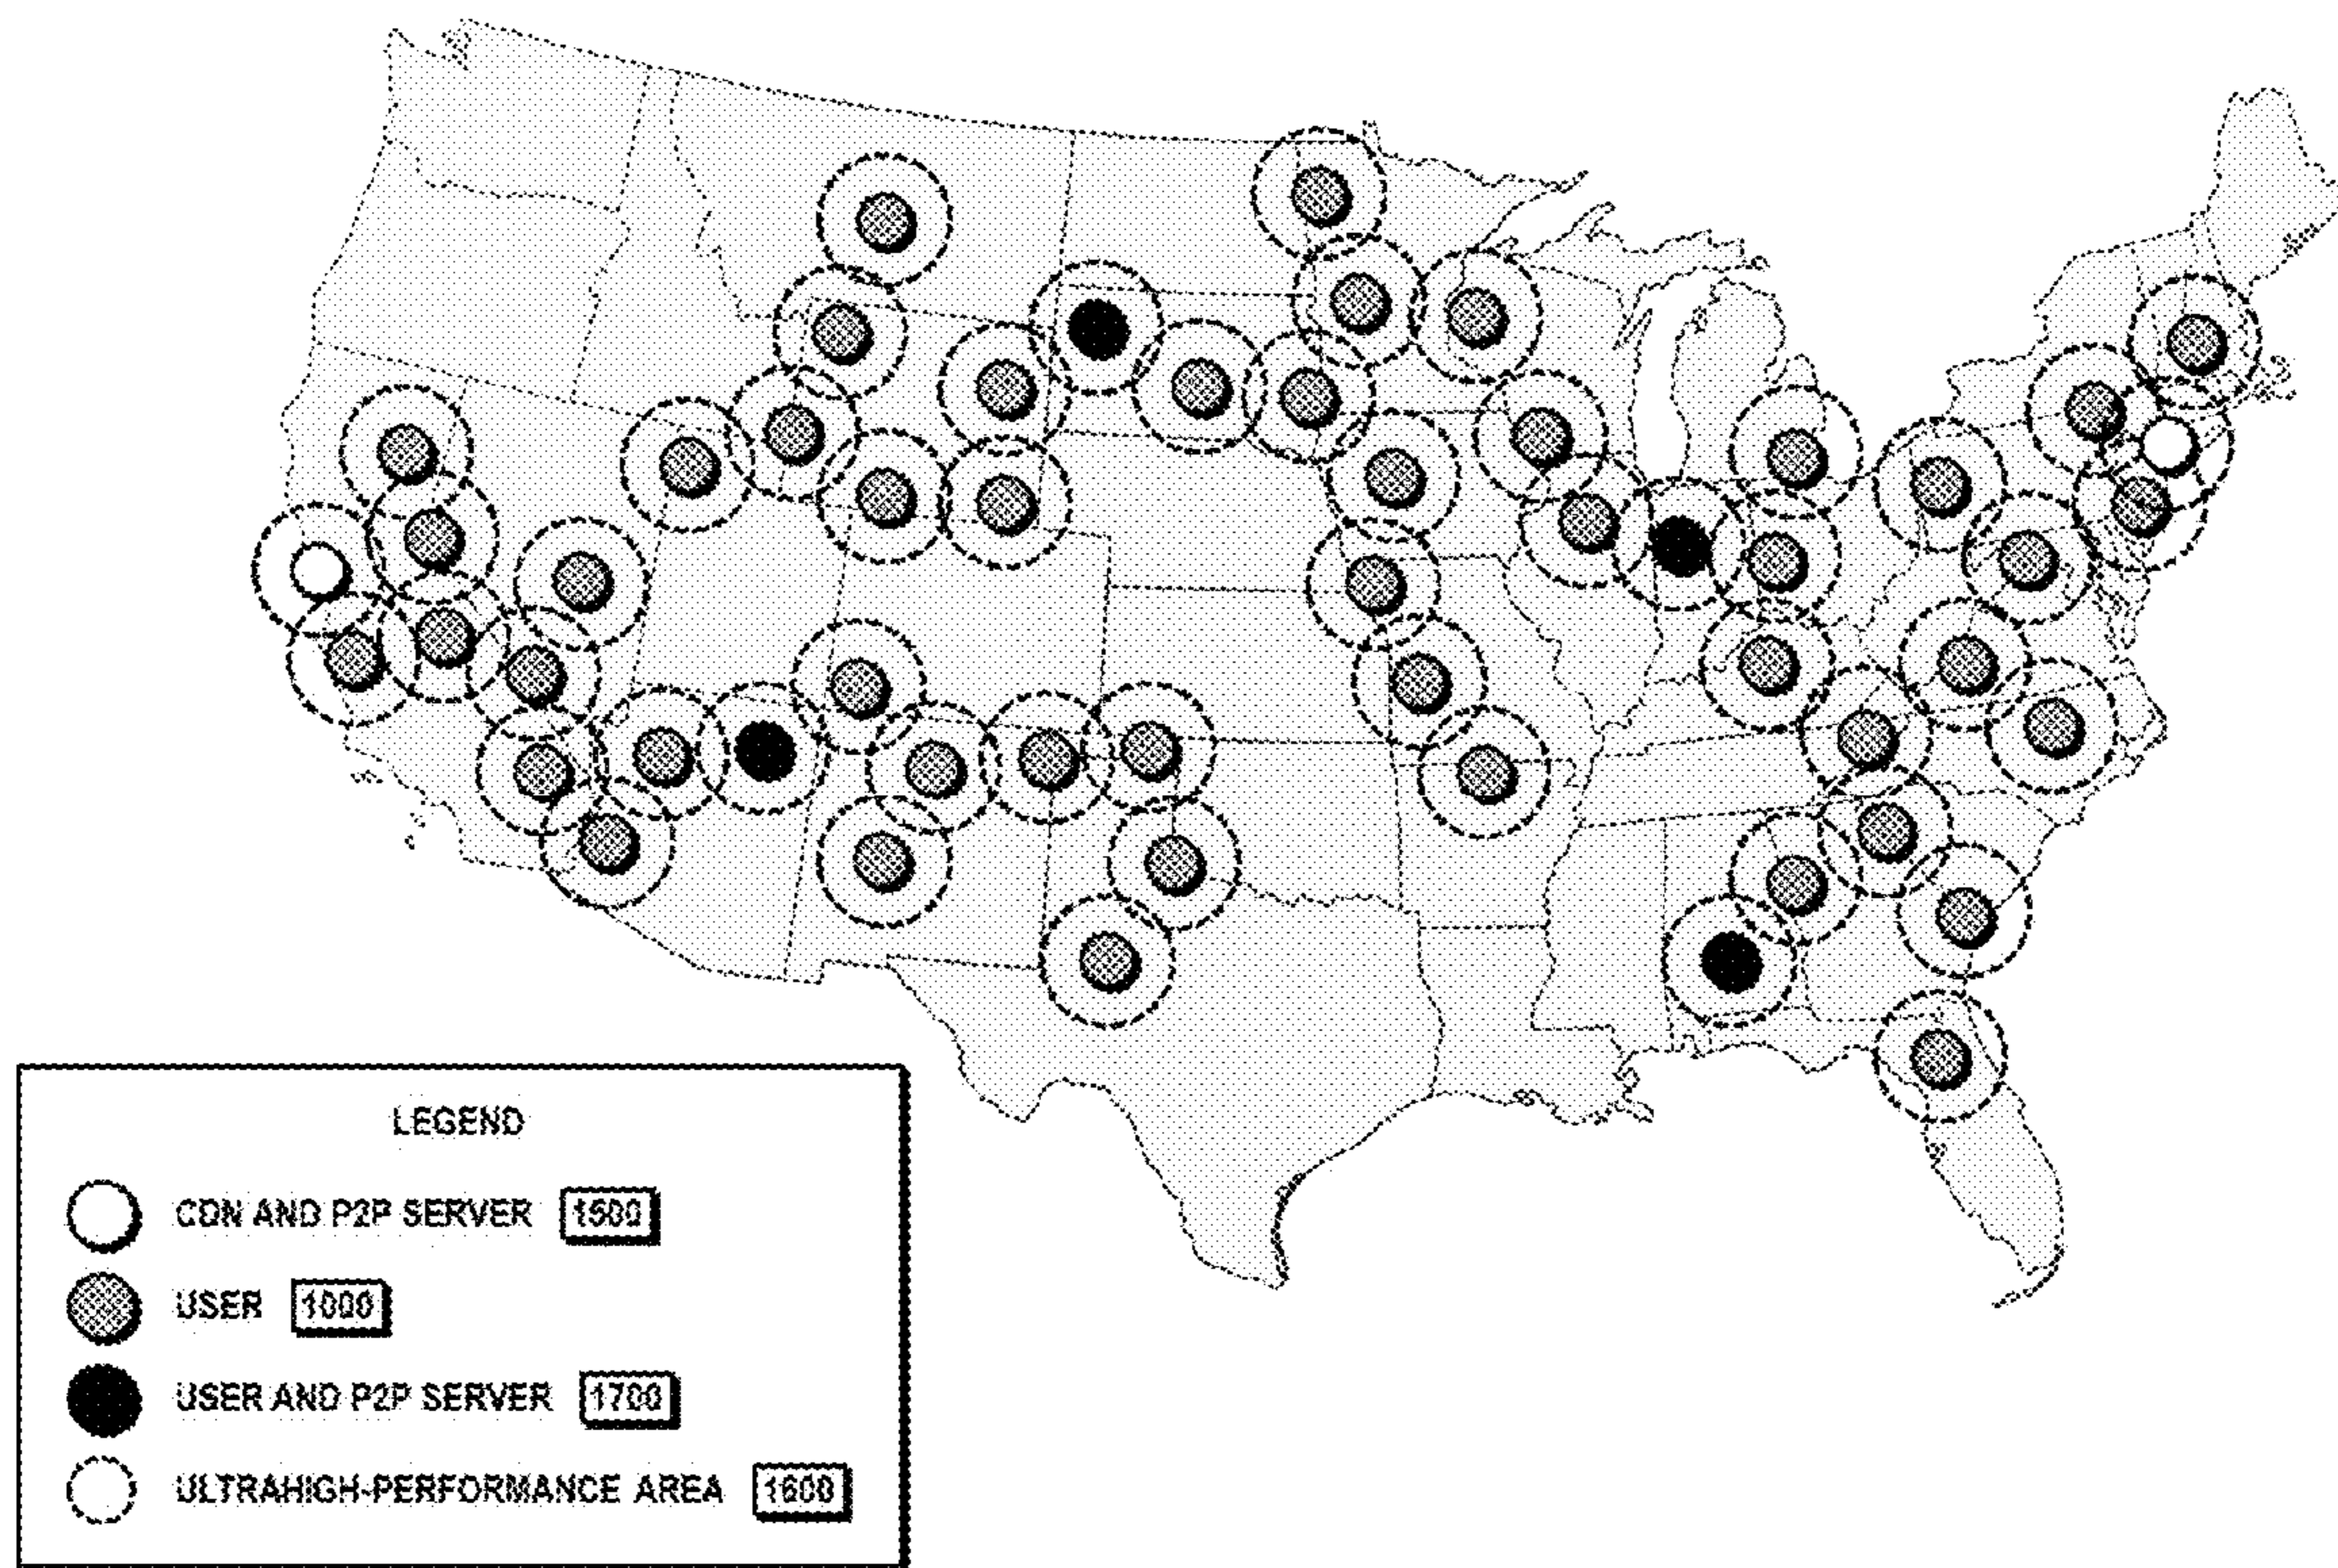 LEGEND
CDN AND P2P SERVER 1500
USER 1000
USER AND P2P SERVER 1700
ULTRAHIGH-PERFORMANCE AREA 1600